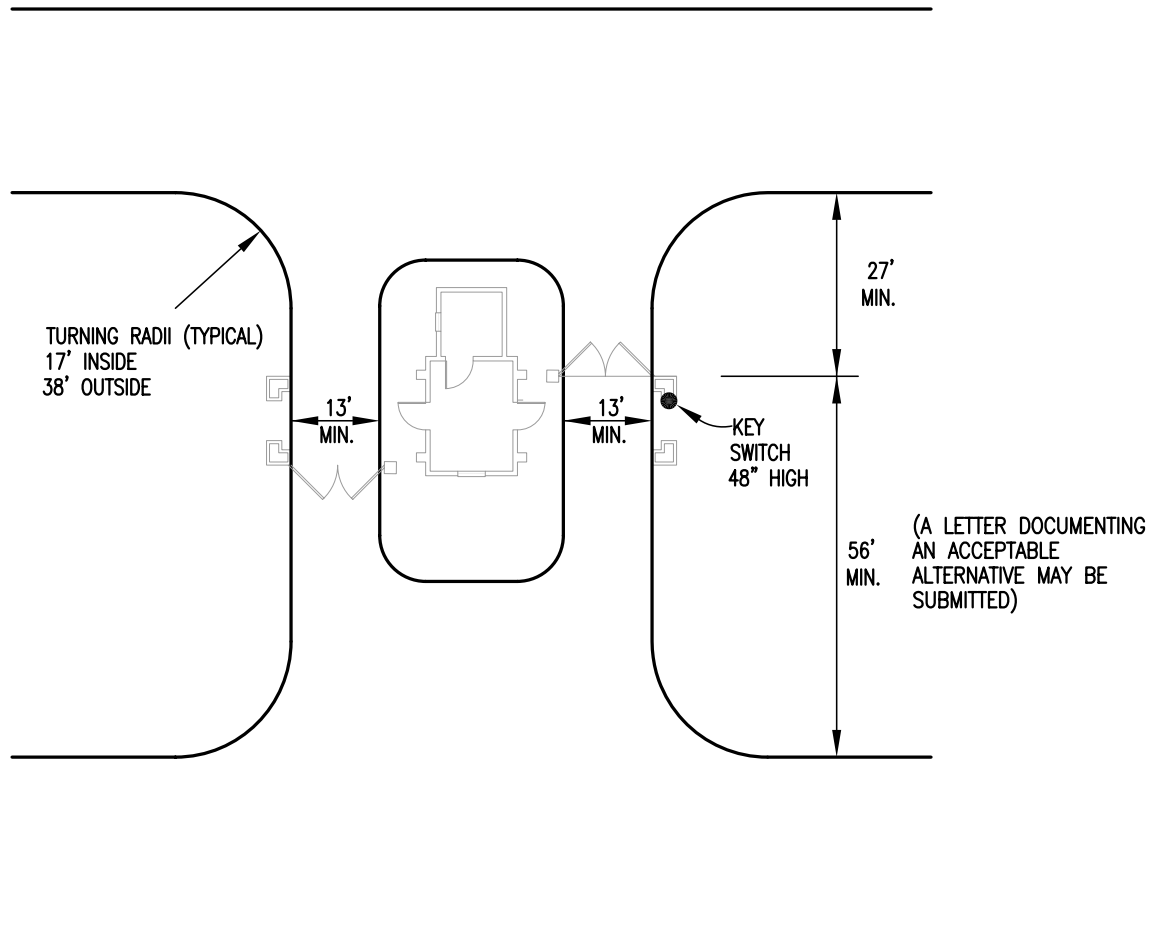 27'
MIN.
TURNING RADII (TYPICAL)
17' INSIDE
38' OUTSIDE
13'
MIN.
13'
MIN.
KEY
SWITCH
48" HIGH
56'
MIN.
(A LETTER DOCUMENTING
AN ACCEPTABLE
ALTERNATIVE MAY BE
SUBMITTED)